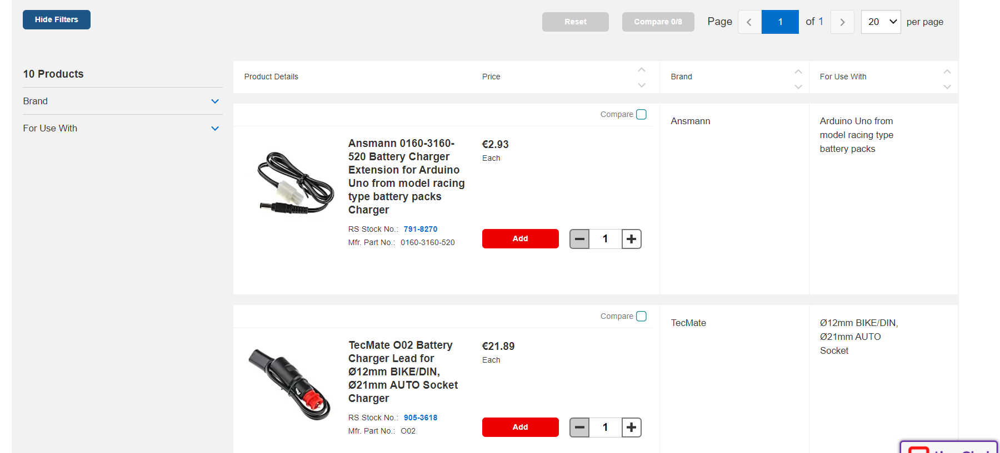 Hide Filters
Reset
Compare 0/8
Page
1
of 1
20
per page
10 Products
Brand
For Use With
Product Details
Price
Brand
For Use With
Compare
Ansmann 0160-3160-
520 Battery Charger
Extension for Arduino
Uno from model racing
type battery packs
Charger
RS Stock No.: 791-8270
Mfr. Part No.: 0160-3160-520
€2.93
Each
Add
1
Ansmann
Arduino Uno from
model racing type
battery packs
Compare
TecMate O02 Battery
Charger Lead for
Ø12mm BIKE/DIN,
Ø21mm AUTO Socket
Charger
RS Stock No.: 905-3618
Mfr. Part No.: O02
€21.89
Each
Add
1
TecMate
Ø12mm BIKE/DIN,
Ø21mm AUTO
Socket